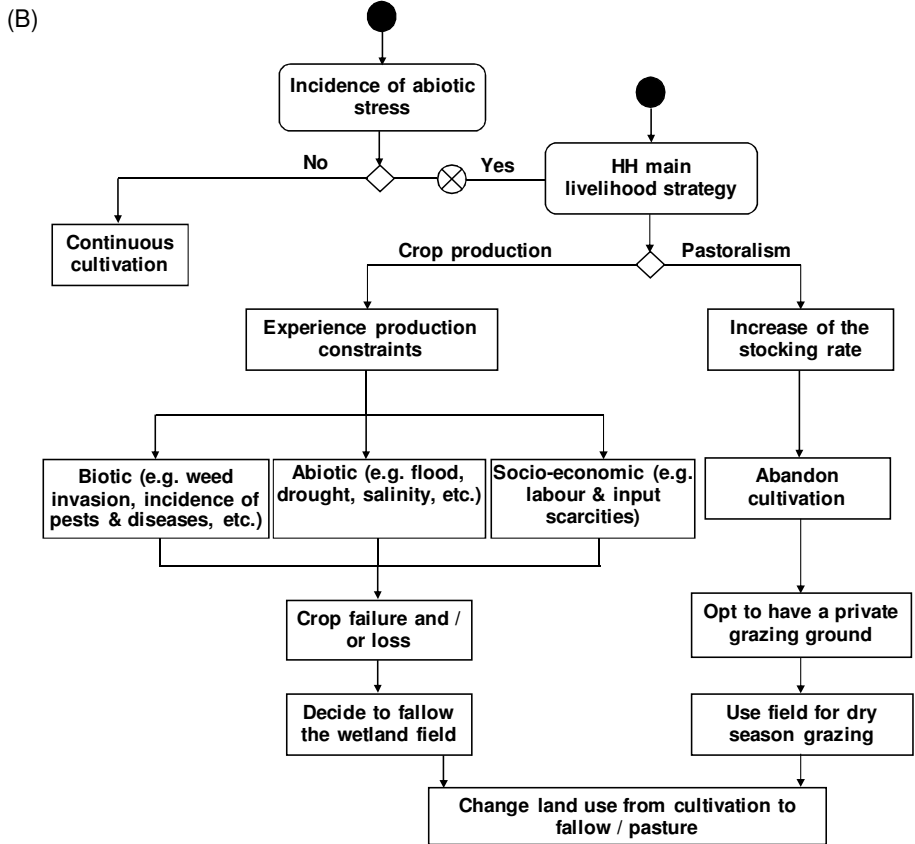 (B)
Incidence of abiotic
stress
No
Yes
HH main
livelihood strategy
Continuous
cultivation
Crop production
Pastoralism
Experience production
constraints
Increase of the
stocking rate
Biotic (e.g. weed
invasion, incidence of
pests & diseases, etc.)
Abiotic (e.g. flood,
drought, salinity, etc.)
Socio-economic (e.g.
labour & input
scarcities)
Abandon
cultivation
Crop failure and /
or loss
Opt to have a private
grazing ground
Decide to fallow
the wetland field
Use field for dry
season grazing
Change land use from cultivation to
fallow / pasture